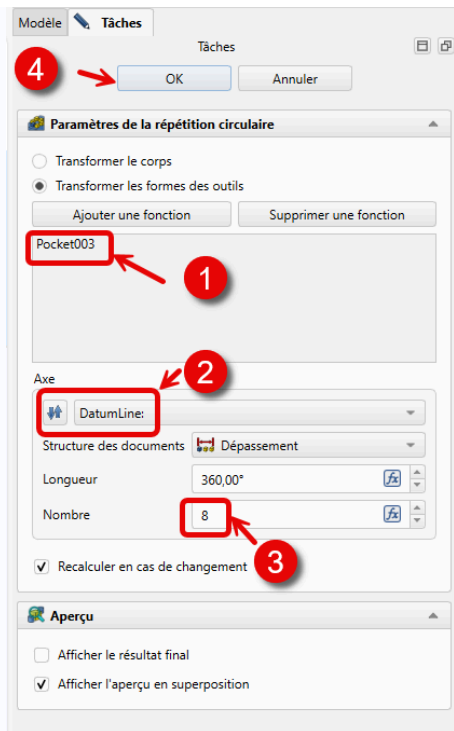 Modèle Tâches
Tâches
4
OK Annuler
Paramètres de la répétition circulaire
Transformer le corps
Transformer les formes des outils
Ajouter une fonction Supprimer une fonction
Pocket003
1
Axe
2
DatumLine:
Structure des documents Dépassement
Longueur 360,00°
Nombre 8
3
Recalculer en cas de changement
Aperçu
Afficher le résultat final
Afficher l'aperçu en superposition